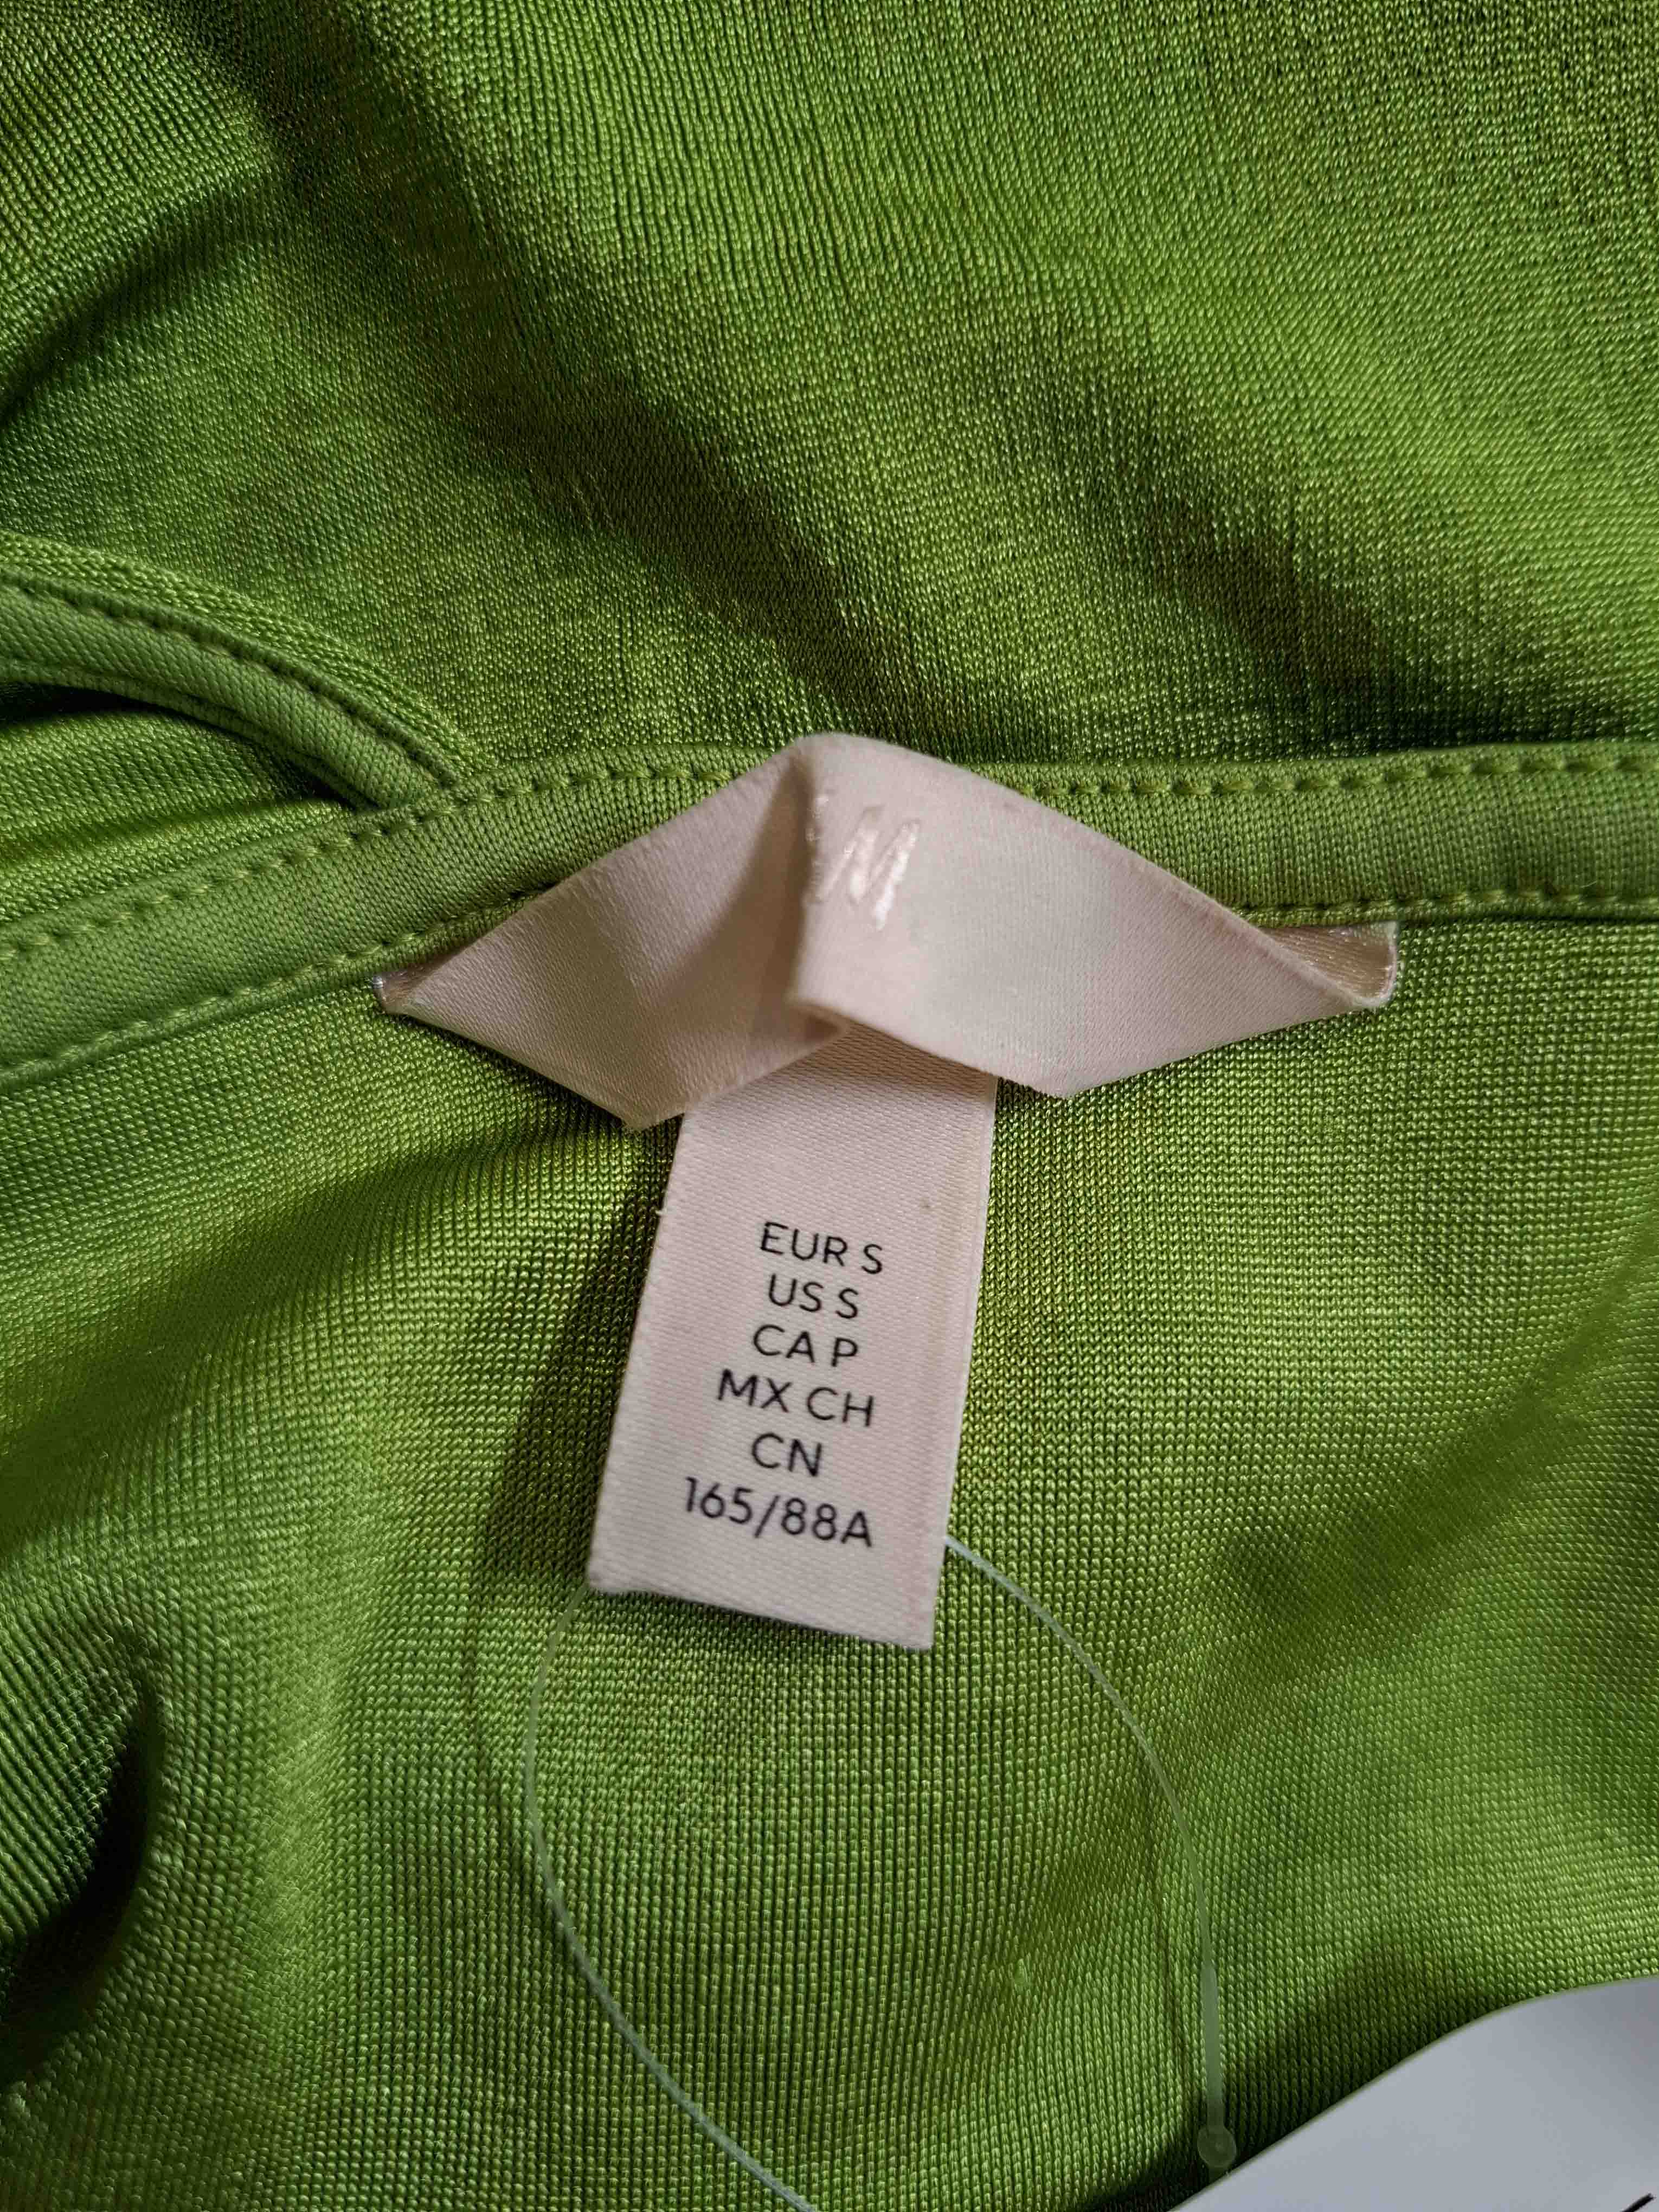 M
EUR S
US S
CA P
MX CH
CN
165/88A